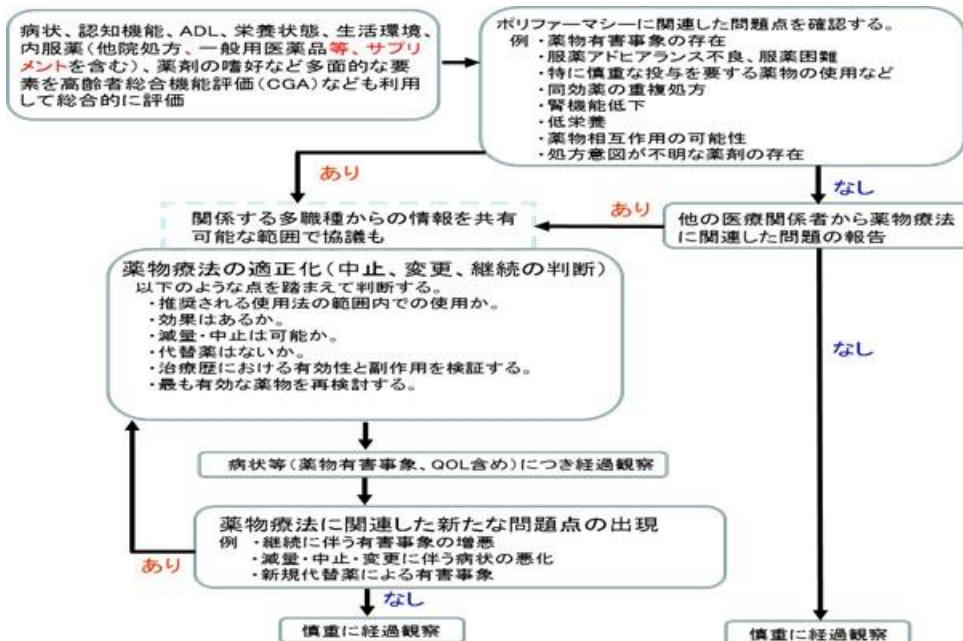 病状、認知機能、ADL、栄養状態、生活環境、
内服薬(他院処方、一般用医薬品等、サプリ
メントを含む)、薬剤の嗜好など多面的な要
素を高齢者総合機能評価(CGA)なども利用
して総合的に評価
ポリファーマシーに関連した問題点を確認する。
例 ・薬物有害事象の存在
・服薬アドヒアランス不良、服薬困難
・特に慎重な投与を要する薬物の使用など
・同効薬の重複処方
・腎機能低下
・低栄養
・薬物相互作用の可能性
・処方意図が不明な薬剤の存在
あり
なし
関係する多職種からの情報を共有
可能な範囲で協議も
あり
他の医療関係者から薬物療法
に関連した問題の報告
薬物療法の適正化(中止、変更、継続の判断)
以下のような点を踏まえて判断する。
・推奨される使用法の範囲内での使用か。
・効果はあるか。
・減量・中止は可能か。
・代替薬はないか。
・治療歴における有効性と副作用を検証する。
・最も有効な薬物を再検討する。
なし
病状等(薬物有害事象、QOL含め)につき経過観察
薬物療法に関連した新たな問題点の出現
例 ・継続に伴う有害事象の増悪
・減量・中止・変更に伴う病状の悪化
・新規代替薬による有害事象
あり
なし
慎重に経過観察
慎重に経過観察